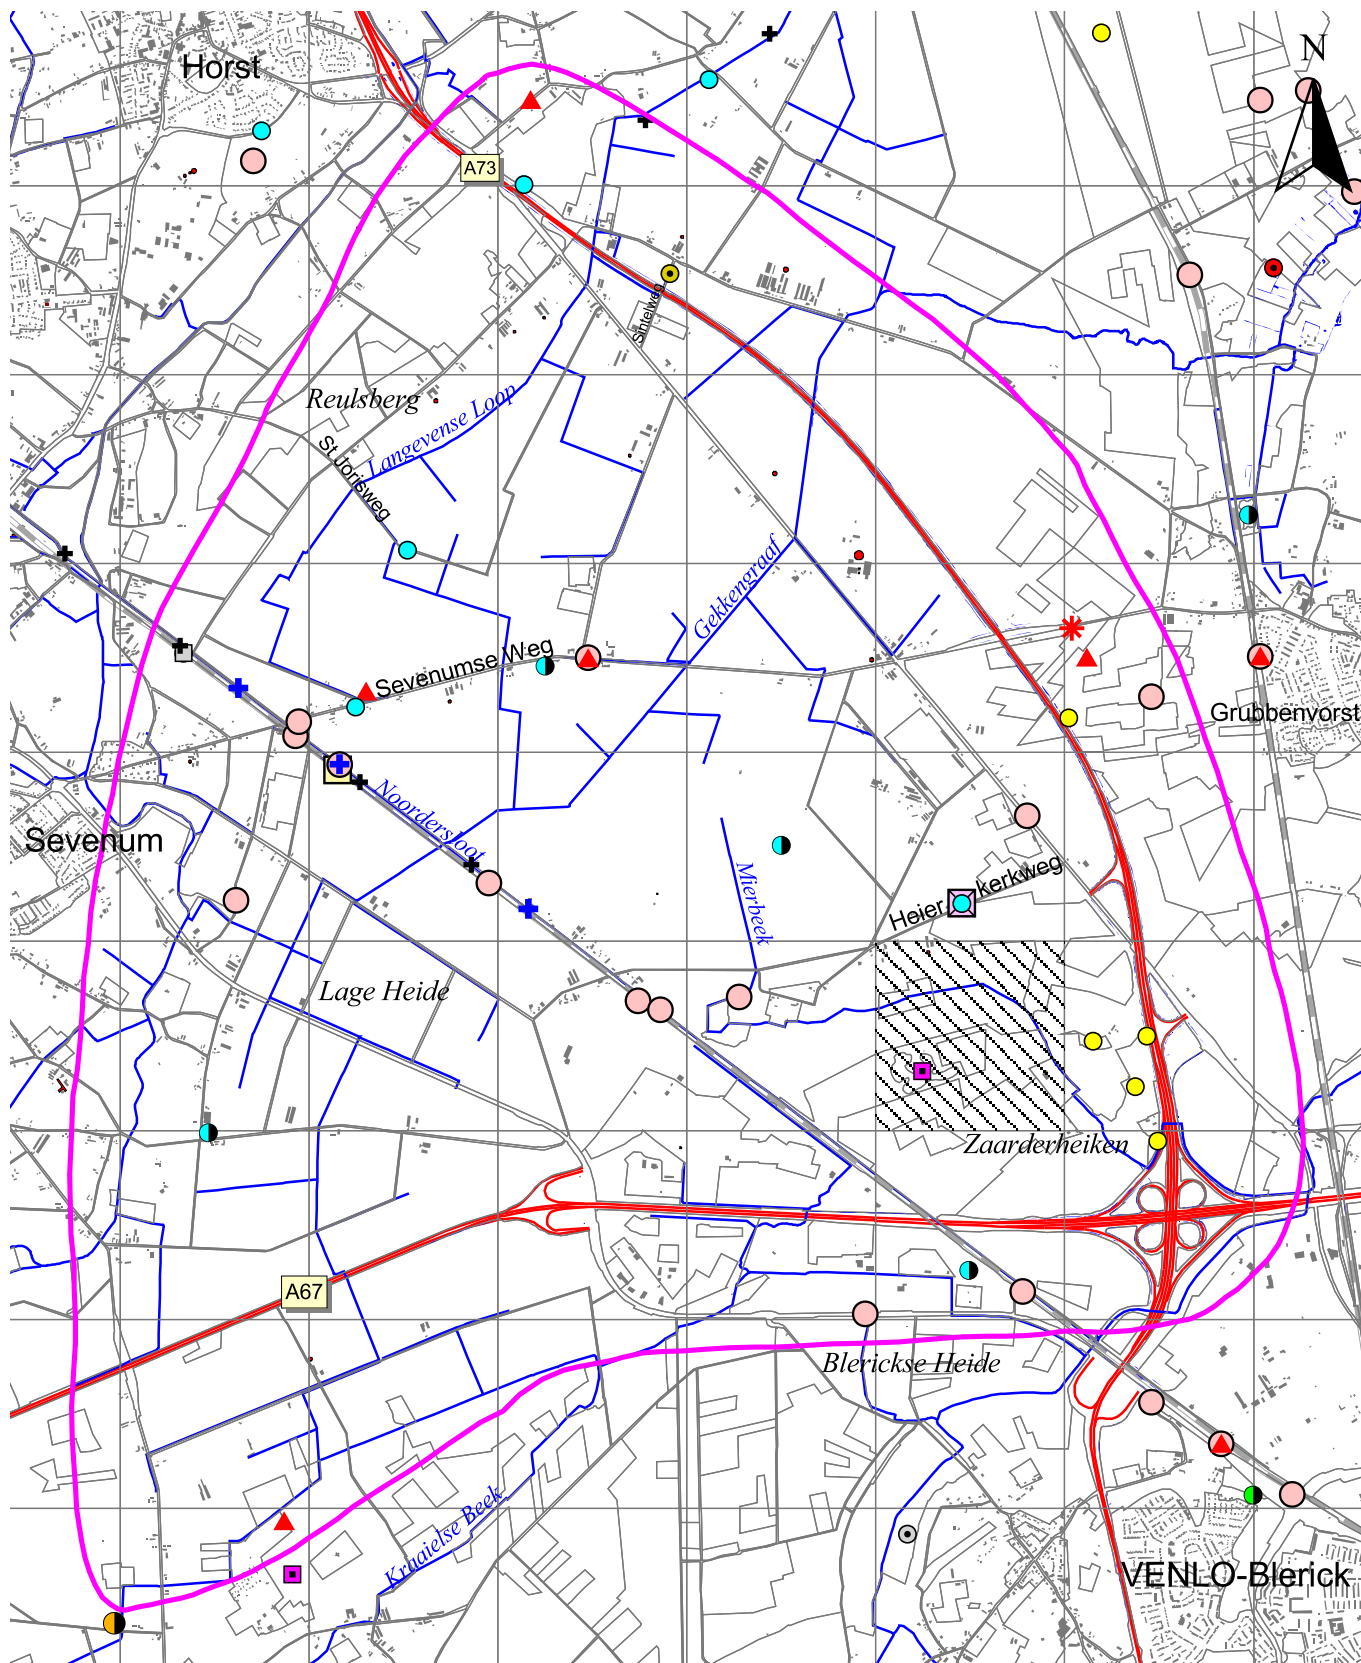 Horst
N
A73
Sintelweg
Reulsberg
Langevense Loop
St Jorisweg
Gekkengraaf
Sevenumse Weg
Grubbenvorst
Noordersloot
Sevenum
Mierbeek
Heierkerkweg
Lage Heide
Zaarderheiken
A67
Blerickse Heide
Kraaielse Beek
VENLO-Blerick